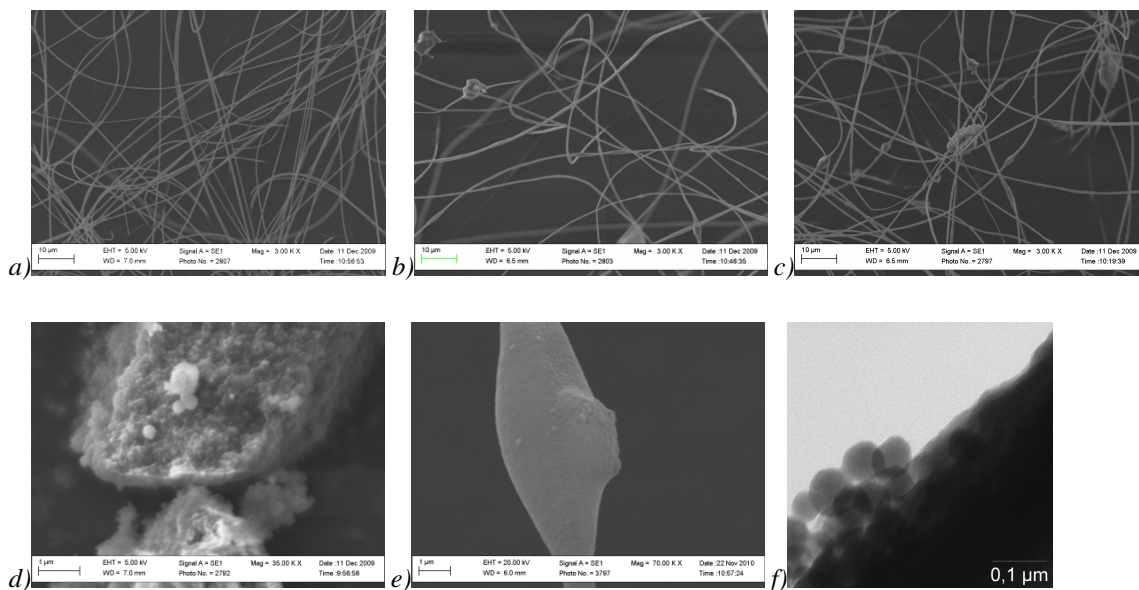 10 µm EHT = 5.00 kV Signal A = SE1 Mag = 3.00 K X Date :11 Dec 2009
a) WD = 7.0 mm Photo No. = 2907 Time :10:56:53
10 µm EHT = 5.00 kV Signal A = SE1 Mag = 3.00 K X Date :11 Dec 2009
b) WD = 6.5 mm Photo No. = 2803 Time :10:46:35
10 µm EHT = 5.00 kV Signal A = SE1 Mag = 3.00 K X Date :11 Dec 2009
c) WD = 6.5 mm Photo No. = 2797 Time :10:19:39
1 µm EHT = 5.00 kV Signal A = SE1 Mag = 35.00 K X Date :11 Dec 2009
d) WD = 7.0 mm Photo No. = 2792 Time :9:56:58
1 µm EHT = 20.00 kV Signal A = SE1 Mag = 70.00 K X Date :22 Nov 2010
e) WD = 6.0 mm Photo No. = 3797 Time :10:57:24
f) 0,1 µm